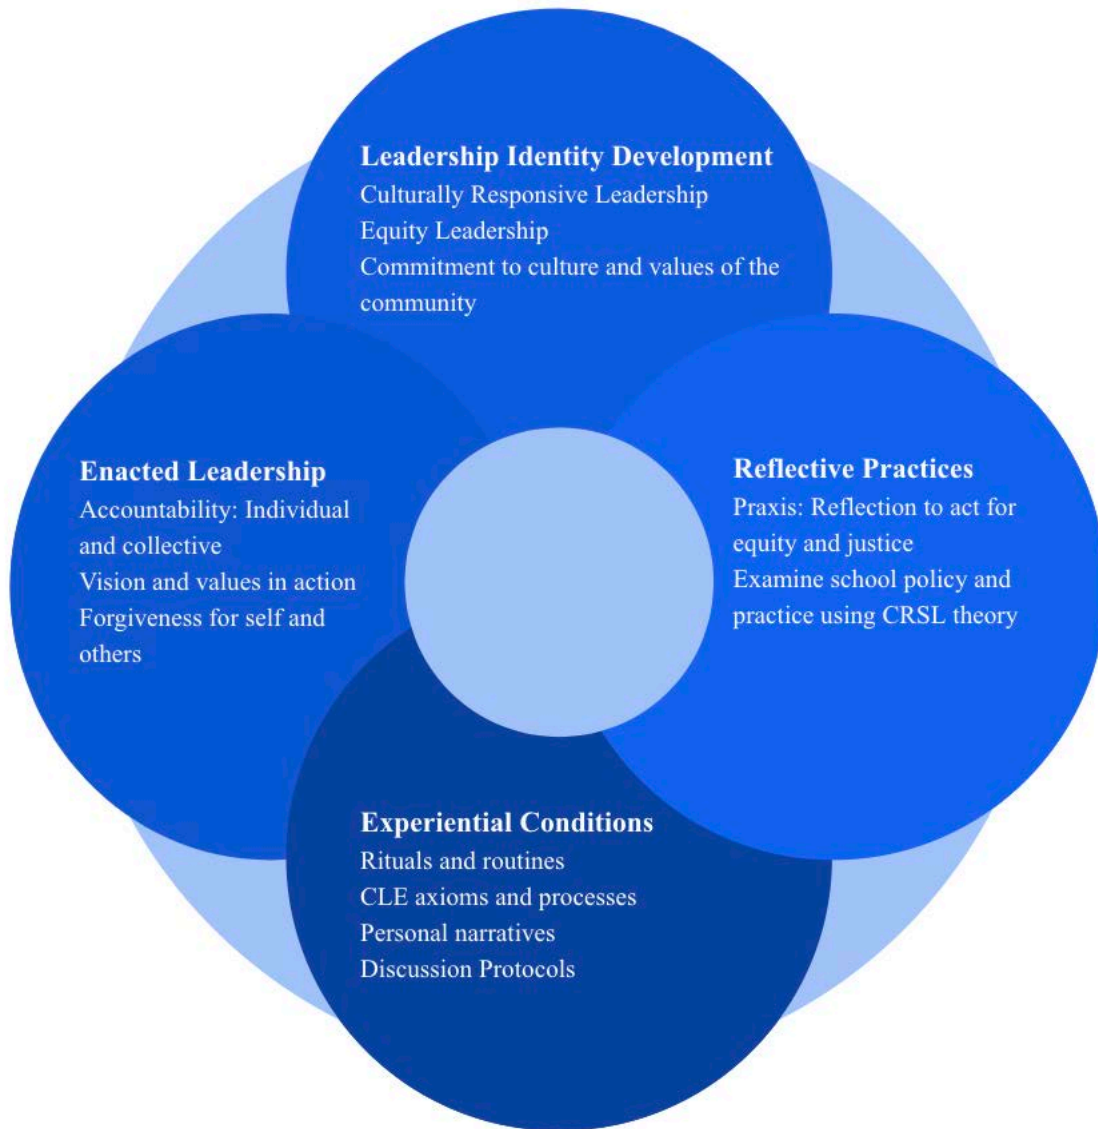 Leadership Identity Development
Culturally Responsive Leadership
Equity Leadership
Commitment to culture and values of the
community
Enacted Leadership
Accountability: Individual
and collective
Vision and values in action
Forgiveness for self and
others
Reflective Practices
Praxis: Reflection to act for
equity and justice
Examine school policy and
practice using CRSL theory
Experiential Conditions
Rituals and routines
CLE axioms and processes
Personal narratives
Discussion Protocols